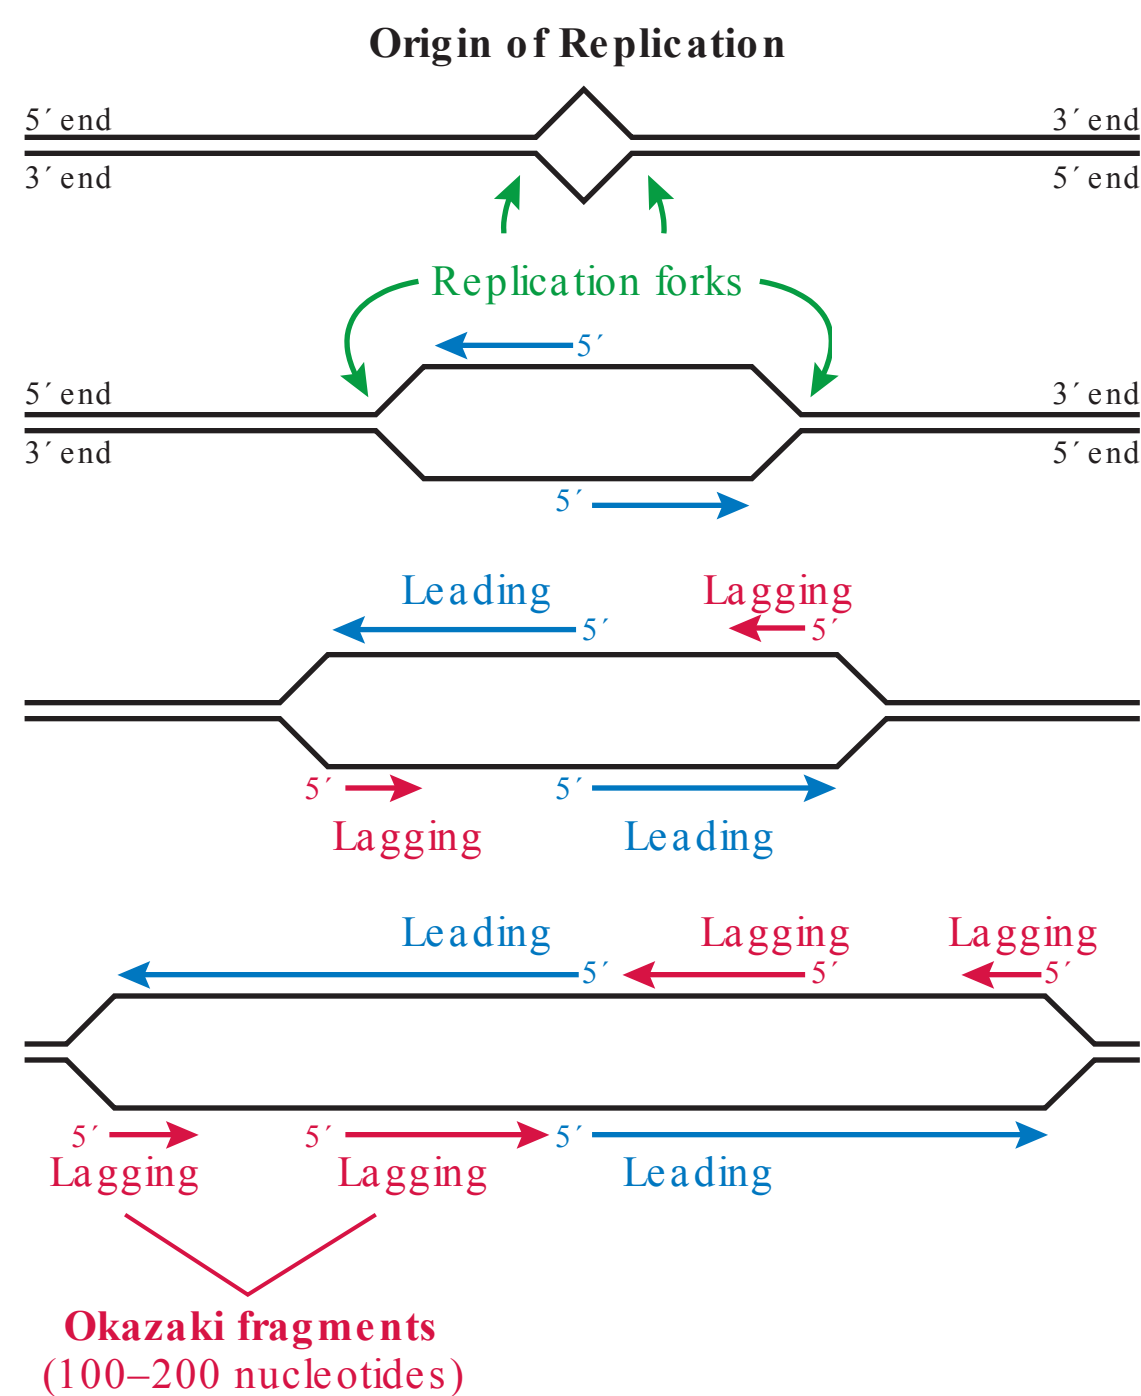 Origin of Replication
5´ end 3´ end
3´ end 5´ end
Replication forks
5´
5´ end 3´ end
3´ end 5´ end
5´
Leading Lagging
5´ 5´
5´ 5´
Lagging Leading
Leading Lagging Lagging
5´ 5´ 5´
5´ 5´ 5´
Lagging Lagging Leading
Okazaki fragments
(100–200 nucleotides)